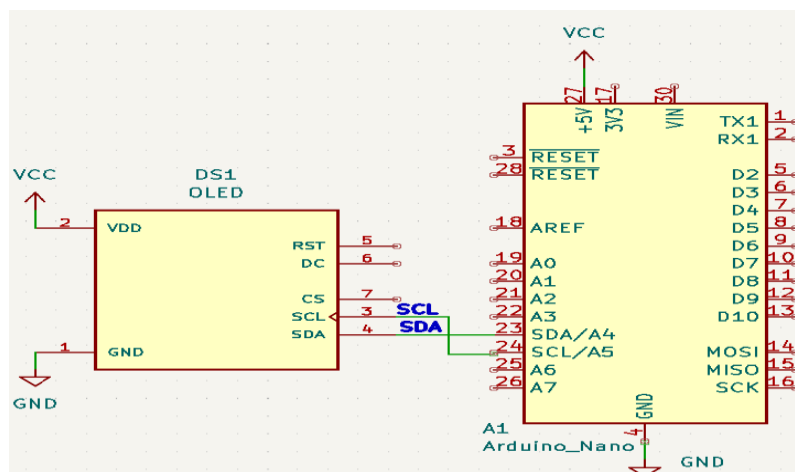 VCC
27
17
30
+5V
3V3
VIN
TX1
1
RX1
2
3
RESET
28
RESET
D2
5
D3
6
D4
7
18
AREF
D5
8
D6
9
19
A0
D7
10
20
A1
D8
11
21
A2
D9
12
22
A3
D10
13
23
SDA/A4
24
SCL/A5
MOSI
14
25
A6
MISO
15
26
A7
SCK
16
GND
4
A1
Arduino_Nano
GND
VCC
DS1
OLED
2
VDD
RST
5
DC
6
CS
7
SCL
3
SCL
SDA
4
SDA
1
GND
GND